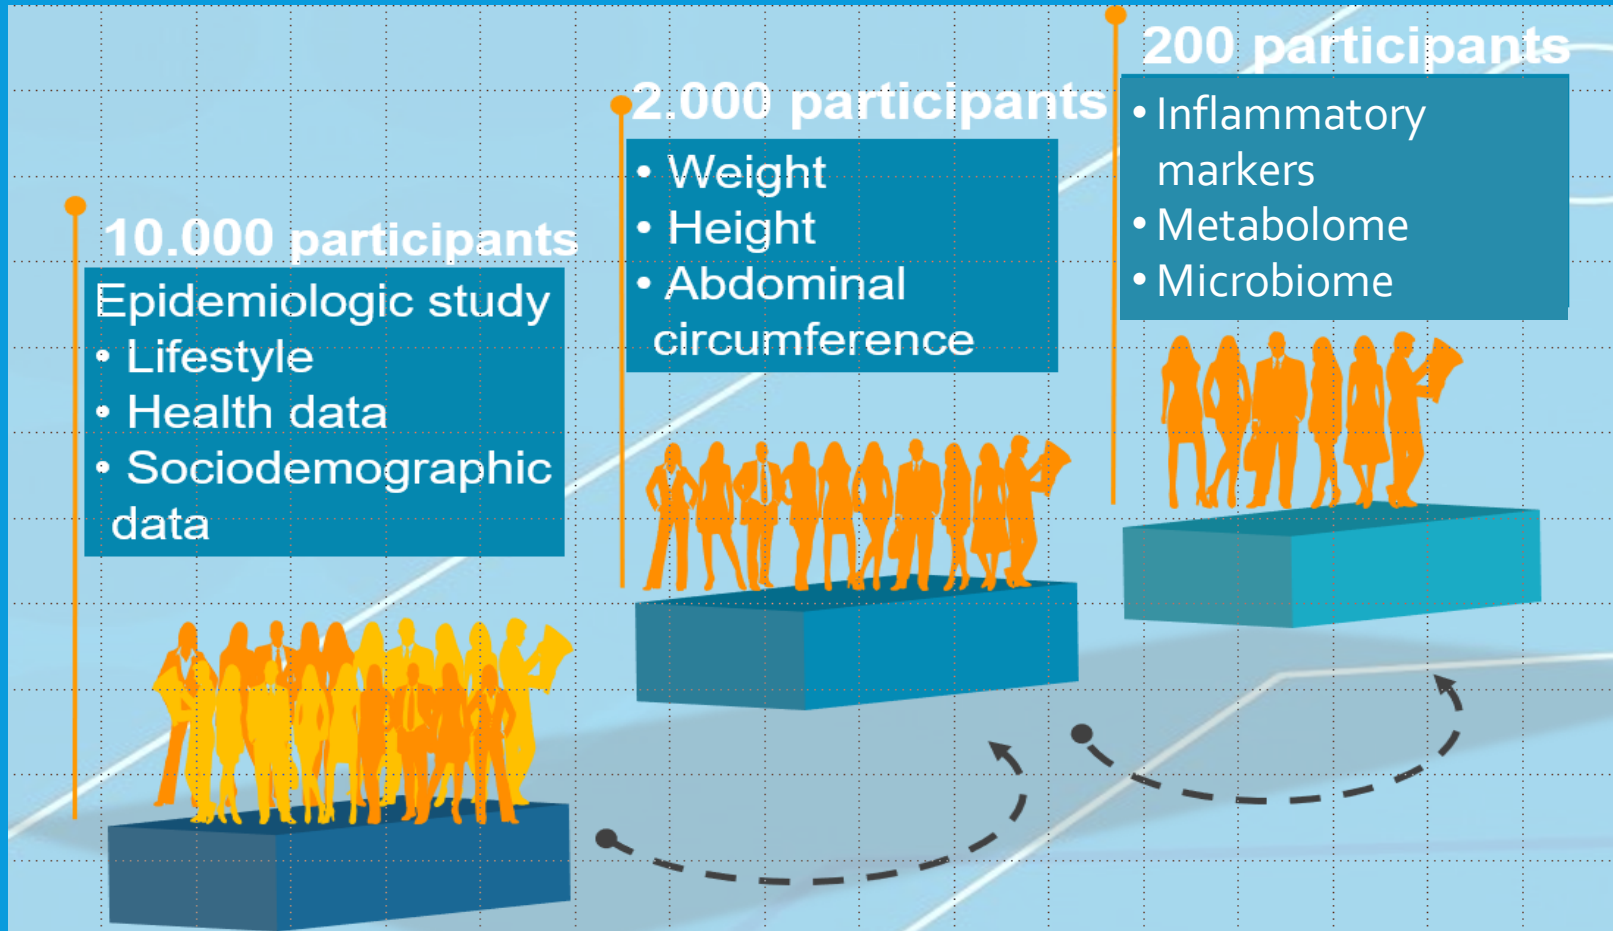 10.000 participants
Epidemiologic study
• Lifestyle
• Health data
• Sociodemographic
data
2.000 participants
• Weight
• Height
• Abdominal
circumference
200 participants
• Inflammatory
markers
• Metabolome
• Microbiome